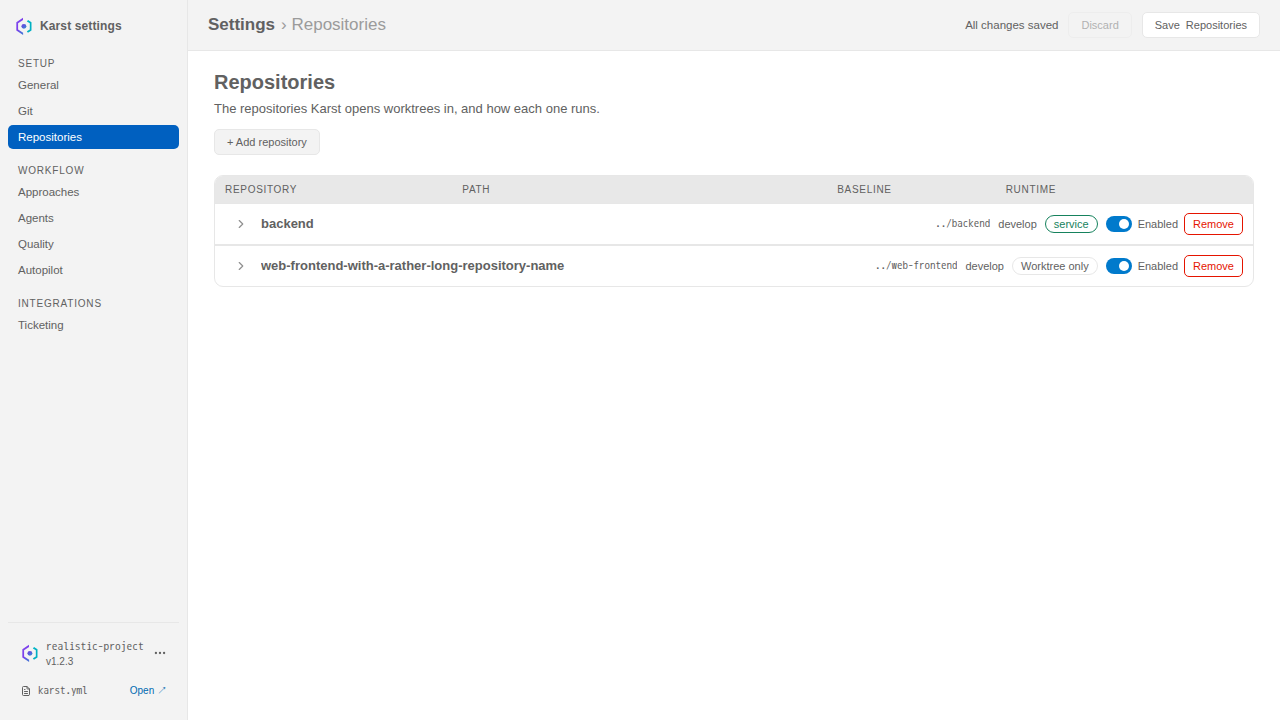 Karst settings
Settings › Repositories
All changes saved
Discard
Save Repositories
SETUP
General
Git
Repositories
WORKFLOW
Approaches
Agents
Quality
Autopilot
INTEGRATIONS
Ticketing
Repositories
The repositories Karst opens worktrees in, and how each one runs.
+ Add repository
REPOSITORY PATH BASELINE RUNTIME
backend ../backend develop service Enabled Remove
web-frontend-with-a-rather-long-repository-name ../web-frontend develop Worktree only Enabled Remove
realistic-project
v1.2.3
karst.yml Open ↗